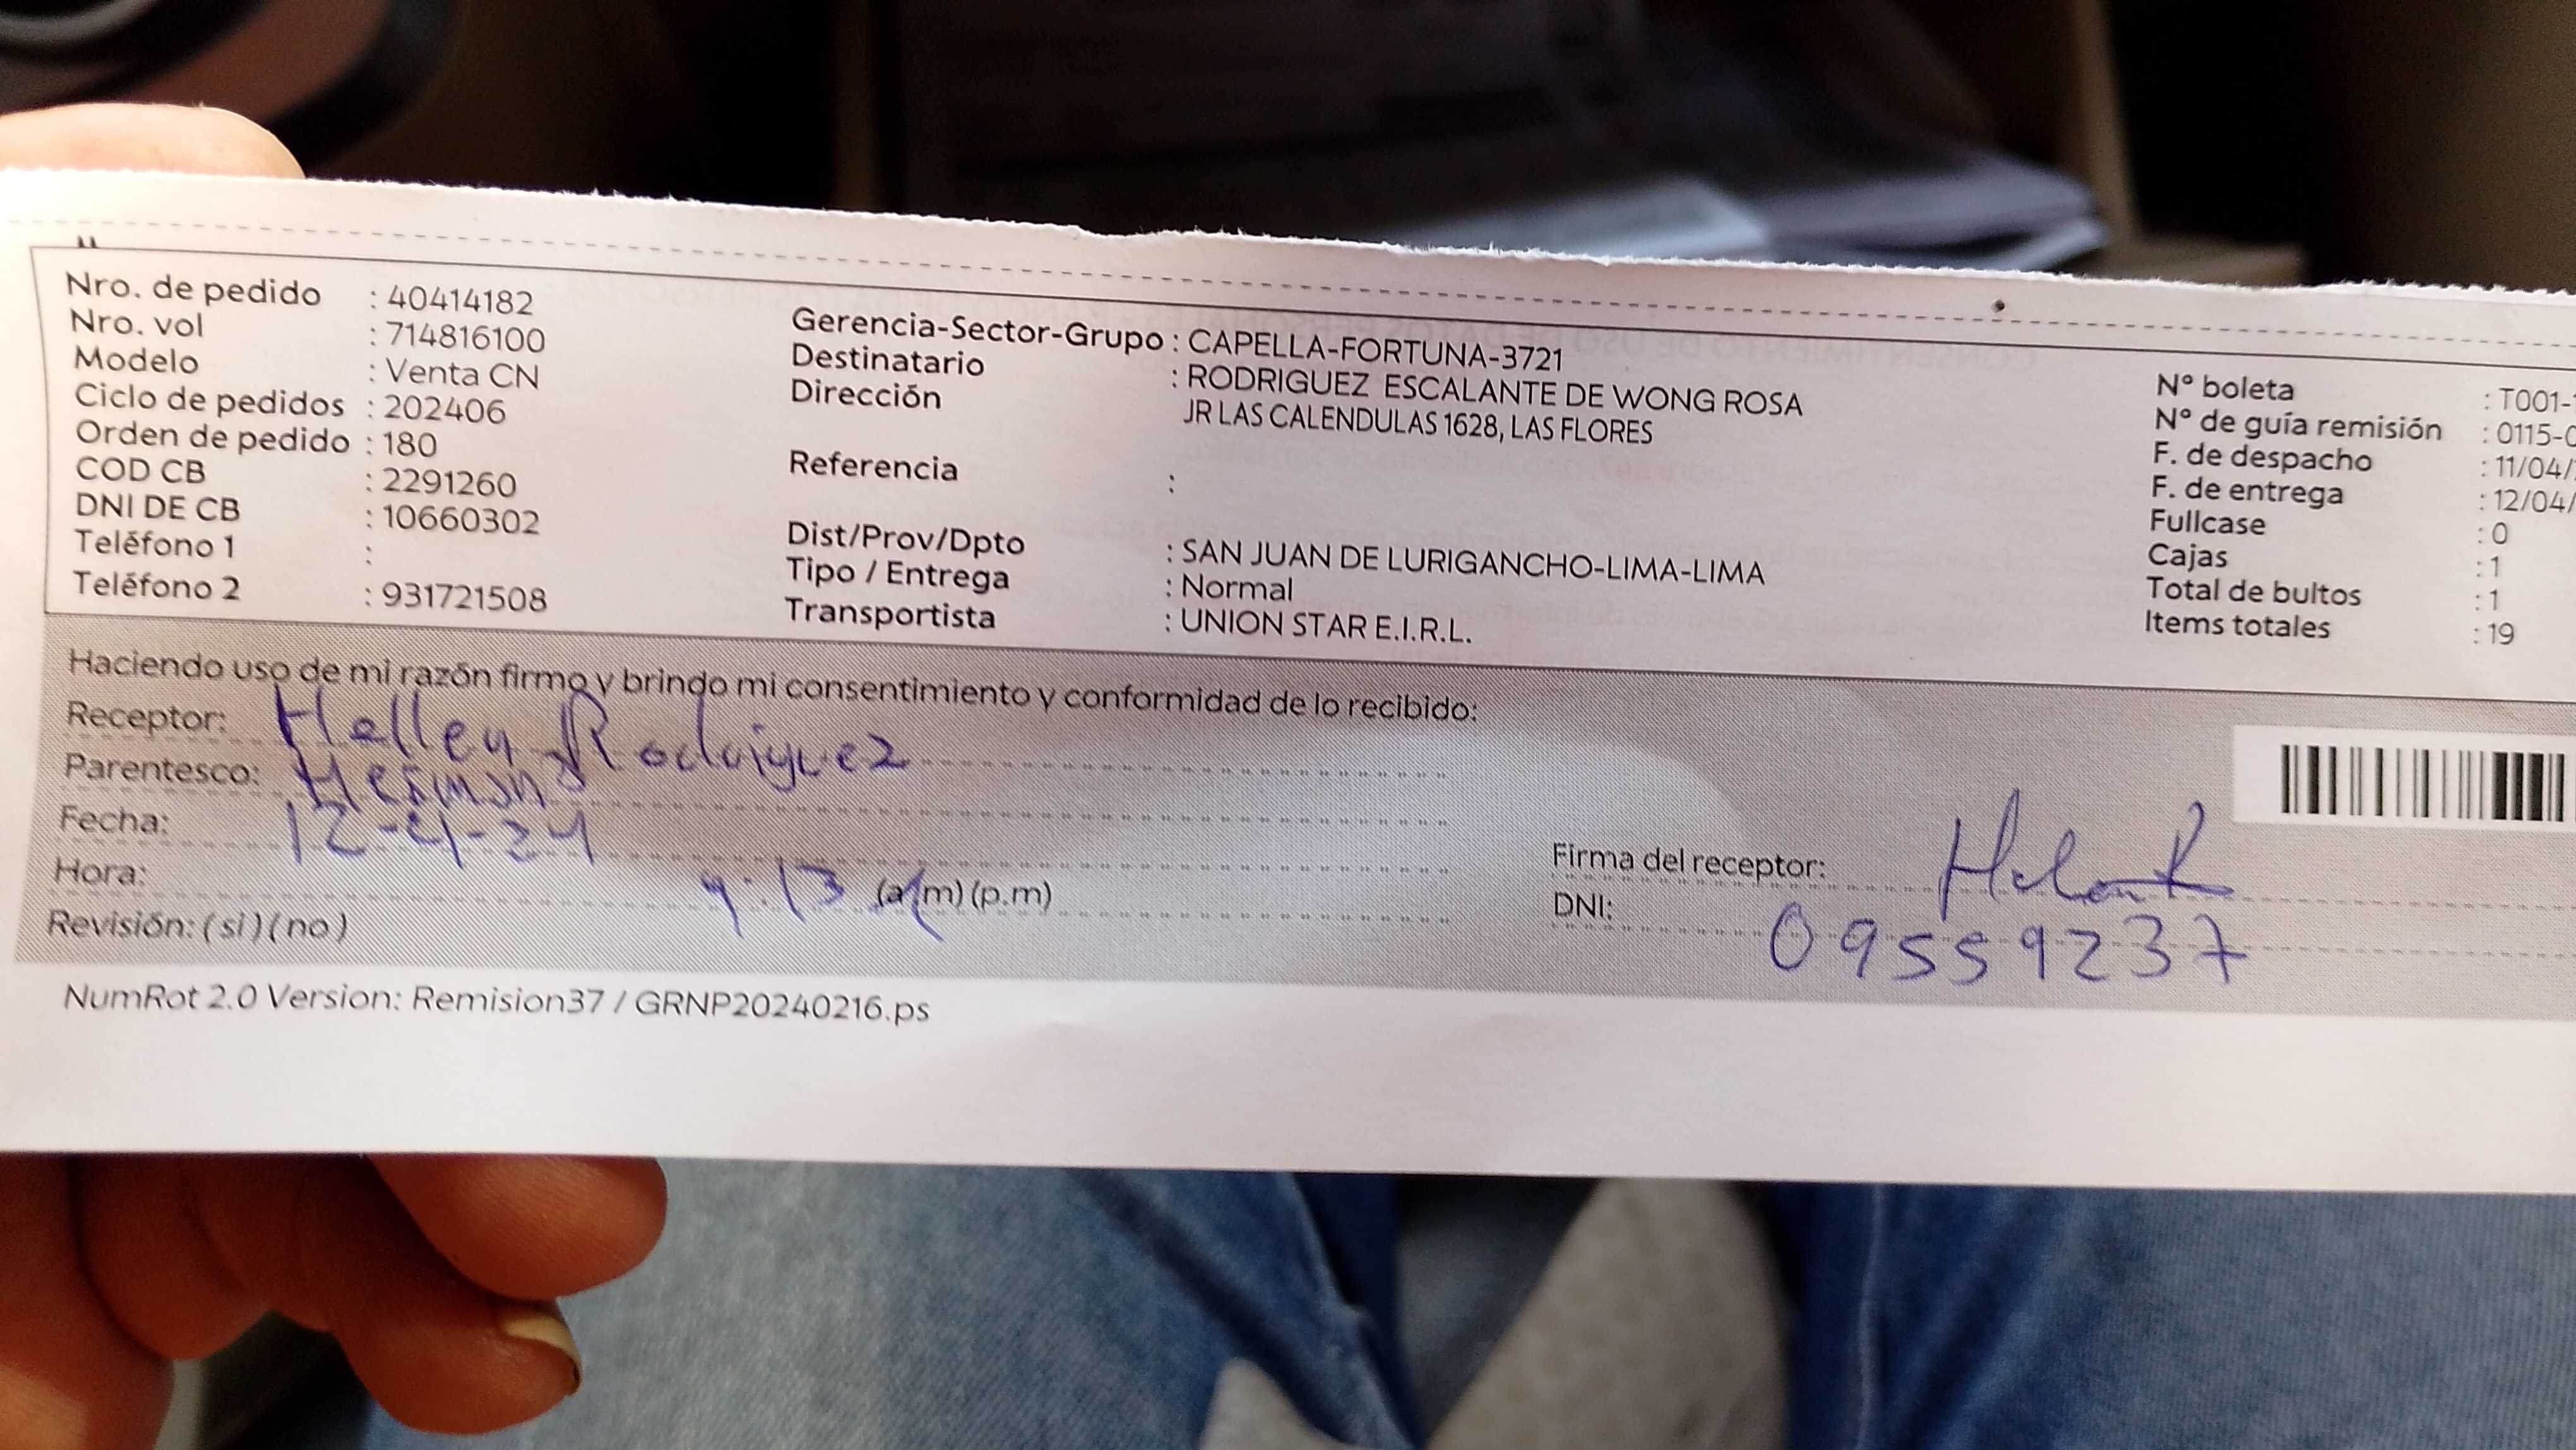 Nro. de pedido : 40414182
Nro. vol : 714816100
Modelo : Venta CN
Ciclo de pedidos : 202406
Orden de pedido : 180
COD CB : 2291260
DNI DE CB : 10660302
Teléfono 1 :
Teléfono 2 : 931721508
Gerencia-Sector-Grupo : CAPELLA-FORTUNA-3721
Destinatario : RODRIGUEZ ESCALANTE DE WONG ROSA
Dirección JR LAS CALENDULAS 1628, LAS FLORES
Referencia :
Dist/Prov/Dpto : SAN JUAN DE LURIGANCHO-LIMA-LIMA
Tipo / Entrega : Normal
Transportista : UNION STAR E.I.R.L.
N° boleta : T001-
N° de guía remisión : 0115-0
F. de despacho : 11/04/
F. de entrega : 12/04/
Fullcase : 0
Cajas : 1
Total de bultos : 1
Items totales : 19
Haciendo uso de mi razón firmo y brindo mi consentimiento y conformidad de lo recibido:
Receptor: Hellen Rodriguez
Parentesco: Hermana
Fecha: 12-4-24
Hora: 9:13 (a.m) (p.m)
Revisión: ( si ) ( no )
Firma del receptor:
DNI: 09559237
NumRot 2.0 Version: Remision37 / GRNP20240216.ps